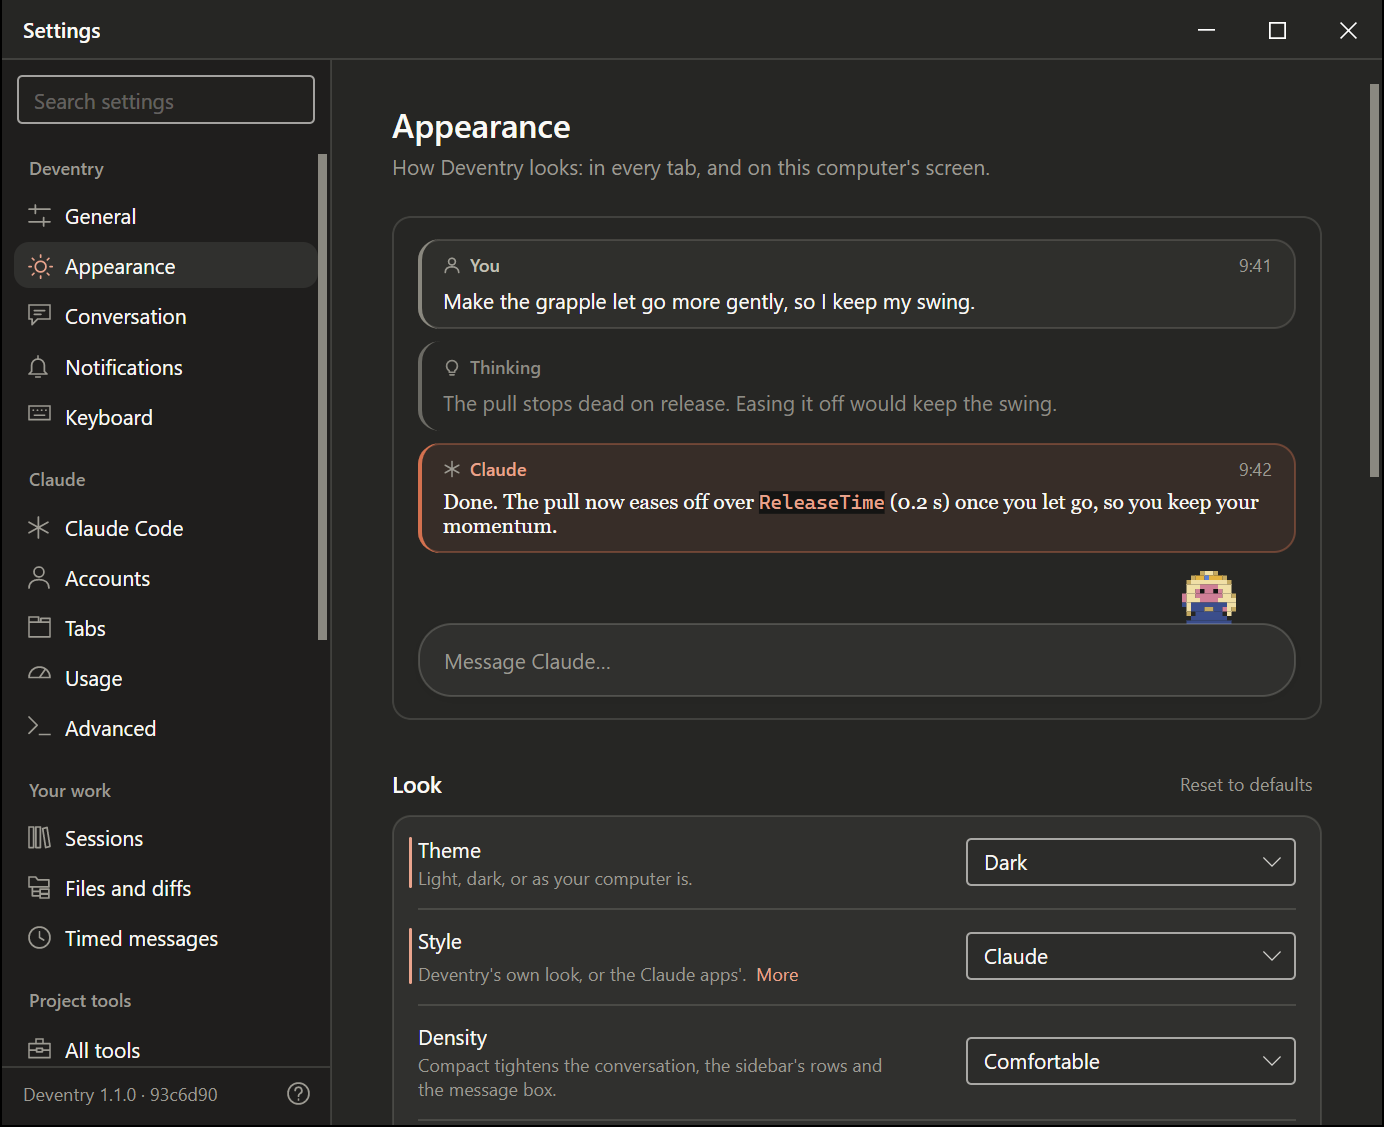 Settings
Search settings
Deventry
General
Appearance
Conversation
Notifications
Keyboard
Claude
Claude Code
Accounts
Tabs
Usage
Advanced
Your work
Sessions
Files and diffs
Timed messages
Project tools
All tools
Deventry 1.1.0 · 93c6d90
Appearance
How Deventry looks: in every tab, and on this computer's screen.
You 9:41
Make the grapple let go more gently, so I keep my swing.
Thinking
The pull stops dead on release. Easing it off would keep the swing.
Claude 9:42
Done. The pull now eases off over ReleaseTime (0.2 s) once you let go, so you keep your
momentum.
Message Claude...
Look Reset to defaults
Theme
Light, dark, or as your computer is.
Dark
Style
Deventry's own look, or the Claude apps'. More
Claude
Density
Compact tightens the conversation, the sidebar's rows and
the message box.
Comfortable